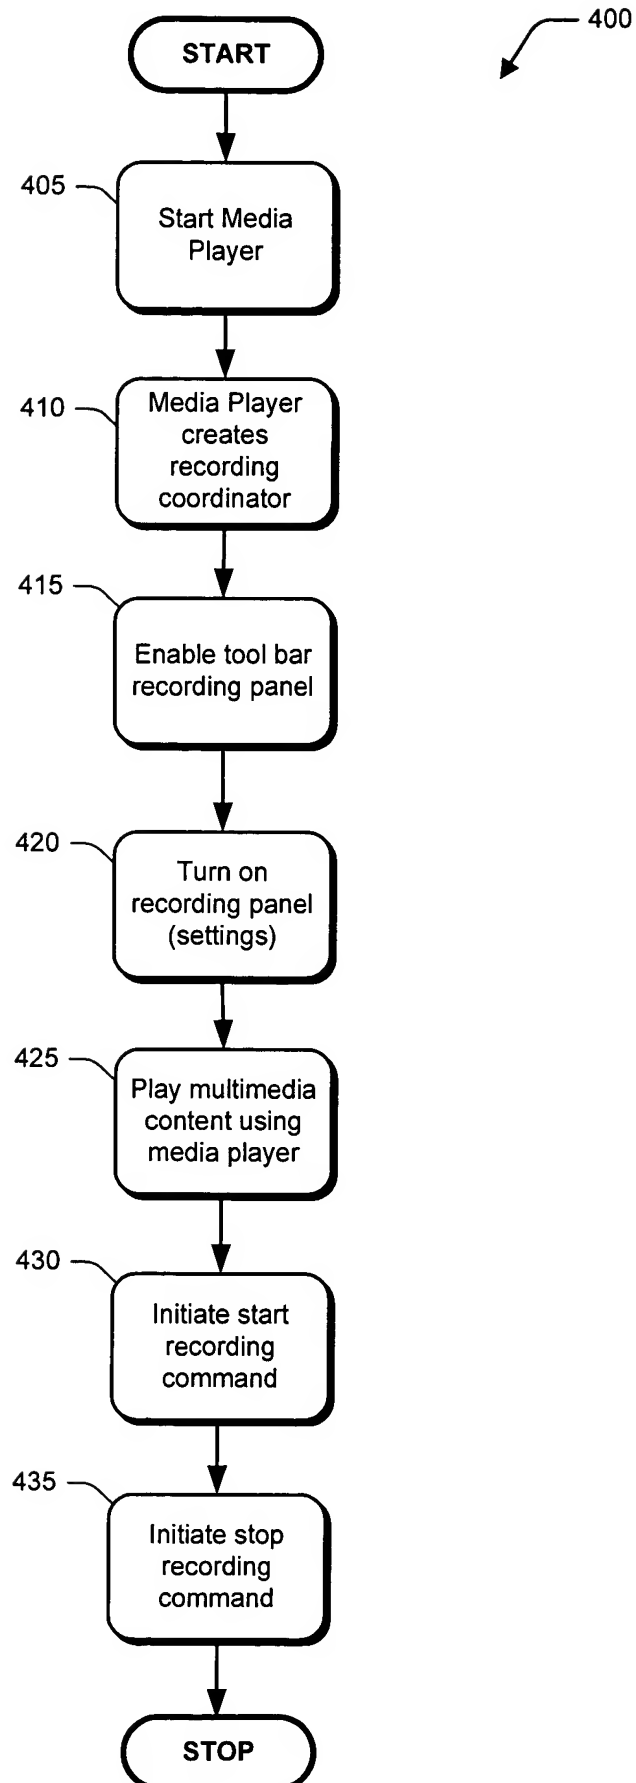 400
START
405
Start Media
Player
410
Media Player
creates
recording
coordinator
415
Enable tool bar
recording panel
420
Turn on
recording panel
(settings)
425
Play multimedia
content using
media player
430
Initiate start
recording
command
435
Initiate stop
recording
command
STOP